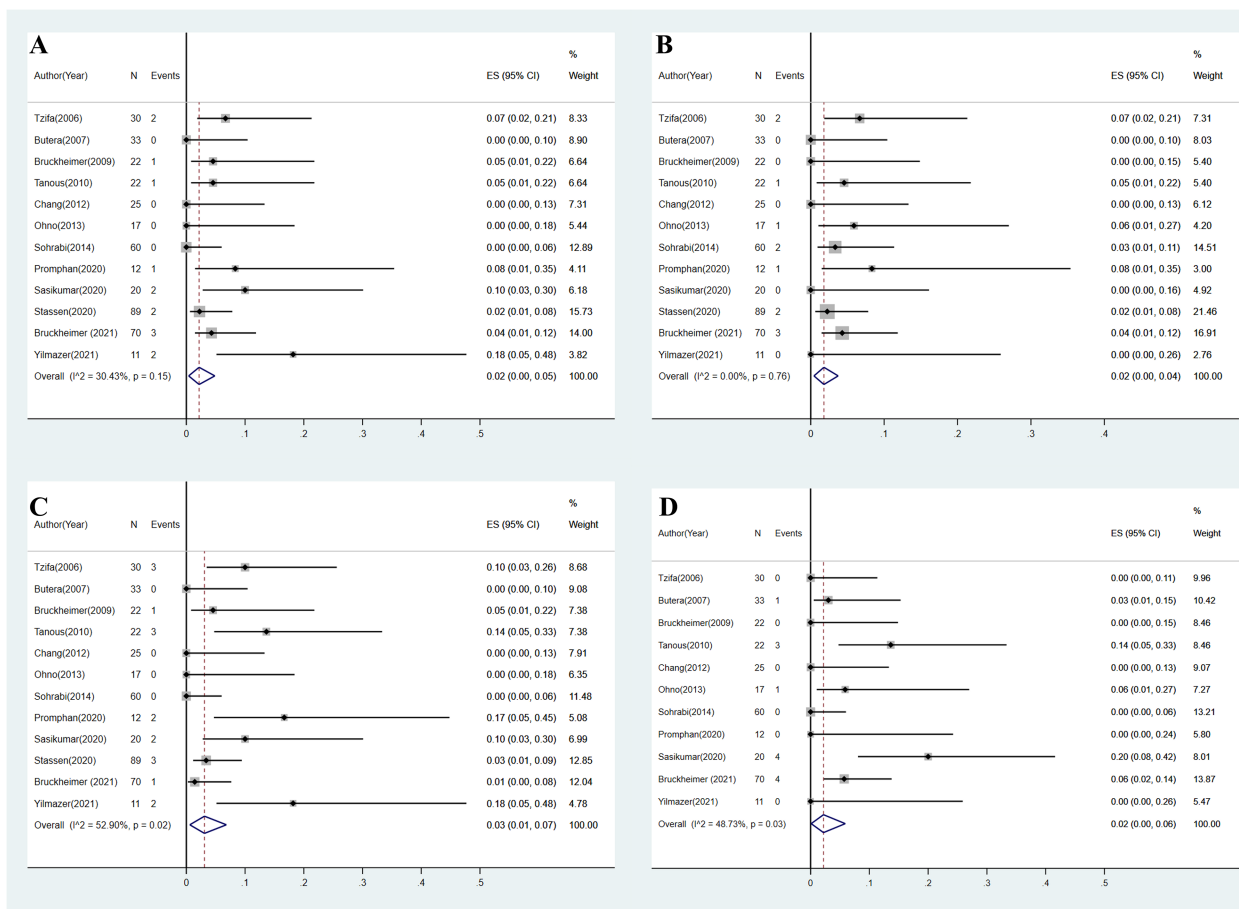 A
%
Author(Year) N Events ES (95% CI) Weight
Tzifa(2006) 30 2 0.07 (0.02, 0.21) 8.33
Butera(2007) 33 0 0.00 (0.00, 0.10) 8.90
Bruckheimer(2009) 22 1 0.05 (0.01, 0.22) 6.64
Tanous(2010) 22 1 0.05 (0.01, 0.22) 6.64
Chang(2012) 25 0 0.00 (0.00, 0.13) 7.31
Ohno(2013) 17 0 0.00 (0.00, 0.18) 5.44
Sohrabi(2014) 60 0 0.00 (0.00, 0.06) 12.89
Promphan(2020) 12 1 0.08 (0.01, 0.35) 4.11
Sasikumar(2020) 20 2 0.10 (0.03, 0.30) 6.18
Stassen(2020) 89 2 0.02 (0.01, 0.08) 15.73
Bruckheimer (2021) 70 3 0.04 (0.01, 0.12) 14.00
Yilmazer(2021) 11 2 0.18 (0.05, 0.48) 3.82
Overall (I^2 = 30.43%, p = 0.15) 0.02 (0.00, 0.05) 100.00
0 .1 .2 .3 .4 .5
B
%
Author(Year) N Events ES (95% CI) Weight
Tzifa(2006) 30 2 0.07 (0.02, 0.21) 7.31
Butera(2007) 33 0 0.00 (0.00, 0.10) 8.03
Bruckheimer(2009) 22 0 0.00 (0.00, 0.15) 5.40
Tanous(2010) 22 1 0.05 (0.01, 0.22) 5.40
Chang(2012) 25 0 0.00 (0.00, 0.13) 6.12
Ohno(2013) 17 1 0.06 (0.01, 0.27) 4.20
Sohrabi(2014) 60 2 0.03 (0.01, 0.11) 14.51
Promphan(2020) 12 1 0.08 (0.01, 0.35) 3.00
Sasikumar(2020) 20 0 0.00 (0.00, 0.16) 4.92
Stassen(2020) 89 2 0.02 (0.01, 0.08) 21.46
Bruckheimer (2021) 70 3 0.04 (0.01, 0.12) 16.91
Yilmazer(2021) 11 0 0.00 (0.00, 0.26) 2.76
Overall (I^2 = 0.00%, p = 0.76) 0.02 (0.00, 0.04) 100.00
0 .1 .2 .3 .4
C
%
Author(Year) N Events ES (95% CI) Weight
Tzifa(2006) 30 3 0.10 (0.03, 0.26) 8.68
Butera(2007) 33 0 0.00 (0.00, 0.10) 9.08
Bruckheimer(2009) 22 1 0.05 (0.01, 0.22) 7.38
Tanous(2010) 22 3 0.14 (0.05, 0.33) 7.38
Chang(2012) 25 0 0.00 (0.00, 0.13) 7.91
Ohno(2013) 17 0 0.00 (0.00, 0.18) 6.35
Sohrabi(2014) 60 0 0.00 (0.00, 0.06) 11.48
Promphan(2020) 12 2 0.17 (0.05, 0.45) 5.08
Sasikumar(2020) 20 2 0.10 (0.03, 0.30) 6.99
Stassen(2020) 89 3 0.03 (0.01, 0.09) 12.85
Bruckheimer (2021) 70 1 0.01 (0.00, 0.08) 12.04
Yilmazer(2021) 11 2 0.18 (0.05, 0.48) 4.78
Overall (I^2 = 52.90%, p = 0.02) 0.03 (0.01, 0.07) 100.00
0 .1 .2 .3 .4 .5
D
%
Author(Year) N Events ES (95% CI) Weight
Tzifa(2006) 30 0 0.00 (0.00, 0.11) 9.96
Butera(2007) 33 1 0.03 (0.01, 0.15) 10.42
Bruckheimer(2009) 22 0 0.00 (0.00, 0.15) 8.46
Tanous(2010) 22 3 0.14 (0.05, 0.33) 8.46
Chang(2012) 25 0 0.00 (0.00, 0.13) 9.07
Ohno(2013) 17 1 0.06 (0.01, 0.27) 7.27
Sohrabi(2014) 60 0 0.00 (0.00, 0.06) 13.21
Promphan(2020) 12 0 0.00 (0.00, 0.24) 5.80
Sasikumar(2020) 20 4 0.20 (0.08, 0.42) 8.01
Bruckheimer (2021) 70 4 0.06 (0.02, 0.14) 13.87
Yilmazer(2021) 11 0 0.00 (0.00, 0.26) 5.47
Overall (I^2 = 48.73%, p = 0.03) 0.02 (0.00, 0.06) 100.00
0 .1 .2 .3 .4 .5